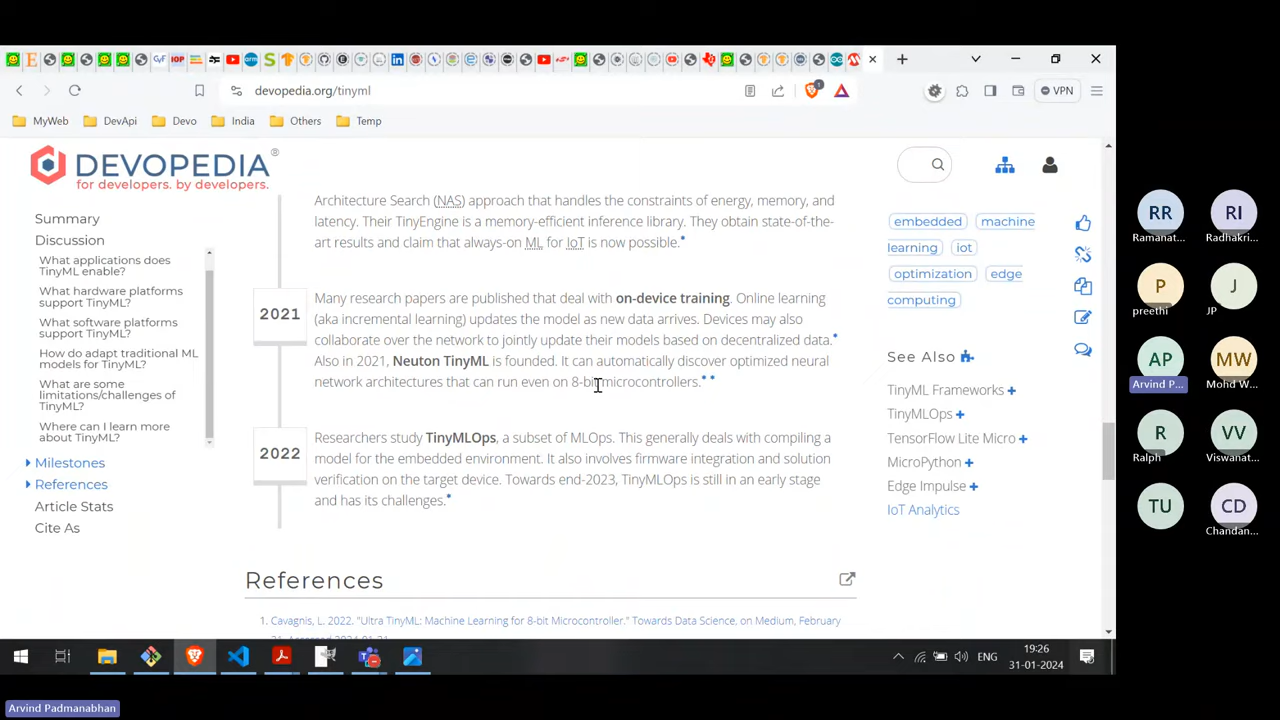 devopedia.org/tinyml
1
VPN
MyWeb
DevApi
Devo
India
Others
Temp
DEVOPEDIA
for developers. by developers.
Summary
Discussion
What applications does
TinyML enable?
What hardware platforms
support TinyML?
What software platforms
support TinyML?
How do adapt traditional ML
models for TinyML?
What are some
limitations/challenges of
TinyML?
Where can I learn more
about TinyML?
Milestones
References
Article Stats
Cite As
Architecture Search (NAS) approach that handles the constraints of energy, memory, and
latency. Their TinyEngine is a memory-efficient inference library. They obtain state-of-the-
art results and claim that always-on ML for IoT is now possible.
2021
Many research papers are published that deal with on-device training. Online learning
(aka incremental learning) updates the model as new data arrives. Devices may also
collaborate over the network to jointly update their models based on decentralized data.
Also in 2021, Neuton TinyML is founded. It can automatically discover optimized neural
network architectures that can run even on 8-bit microcontrollers.
2022
Researchers study TinyMLOps, a subset of MLOps. This generally deals with compiling a
model for the embedded environment. It also involves firmware integration and solution
verification on the target device. Towards end-2023, TinyMLOps is still in an early stage
and has its challenges.
References
1. Cavagnis, L. 2022. "Ultra TinyML: Machine Learning for 8-bit Microcontroller." Towards Data Science, on Medium, February
embedded
machine
learning
iot
optimization
edge
computing
See Also
TinyML Frameworks
TinyMLOps
TensorFlow Lite Micro
MicroPython
Edge Impulse
IoT Analytics
ENG
19:26
31-01-2024
RR
Ramanat...
RI
Radhakri...
P
preethi
J
JP
AP
Arvind P...
MW
Mohd W...
R
Ralph
VV
Viswanat...
TU
CD
Chandan...
Arvind Padmanabhan